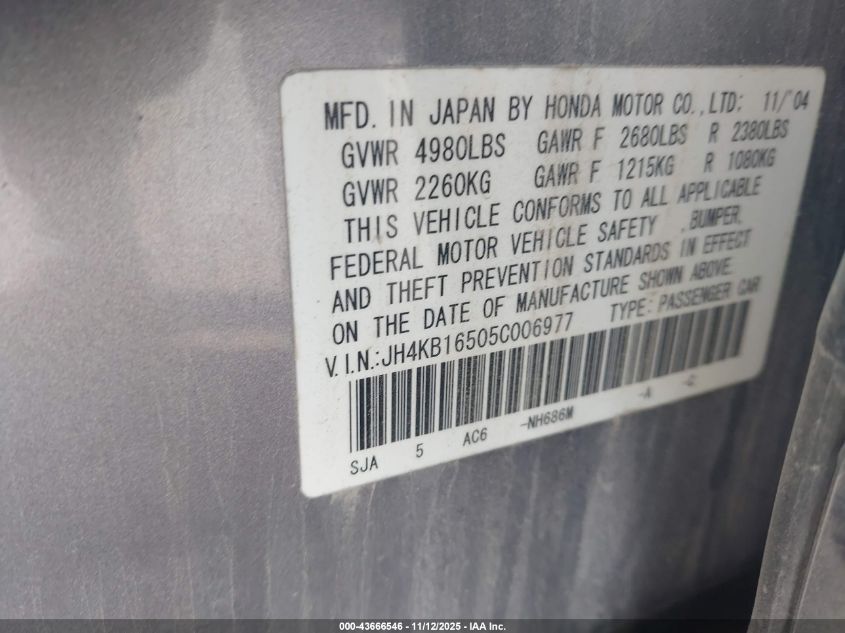 MFD. IN JAPAN BY HONDA MOTOR CO.,LTD: 11/'04
GVWR 4980LBS GAWR F 2680LBS R 2380LBS
GVWR 2260KG GAWR F 1215KG R 1080KG
THIS VEHICLE CONFORMS TO ALL APPLICABLE
FEDERAL MOTOR VEHICLE SAFETY ,BUMPER,
AND THEFT PREVENTION STANDARDS IN EFFECT
ON THE DATE OF MANUFACTURE SHOWN ABOVE.
V.I.N.:JH4KB16505C006977 TYPE: PASSENGER CAR
SJA 5 AC6 -NH686M -A -C
000-43666546 - 11/12/2025 - IAA Inc.